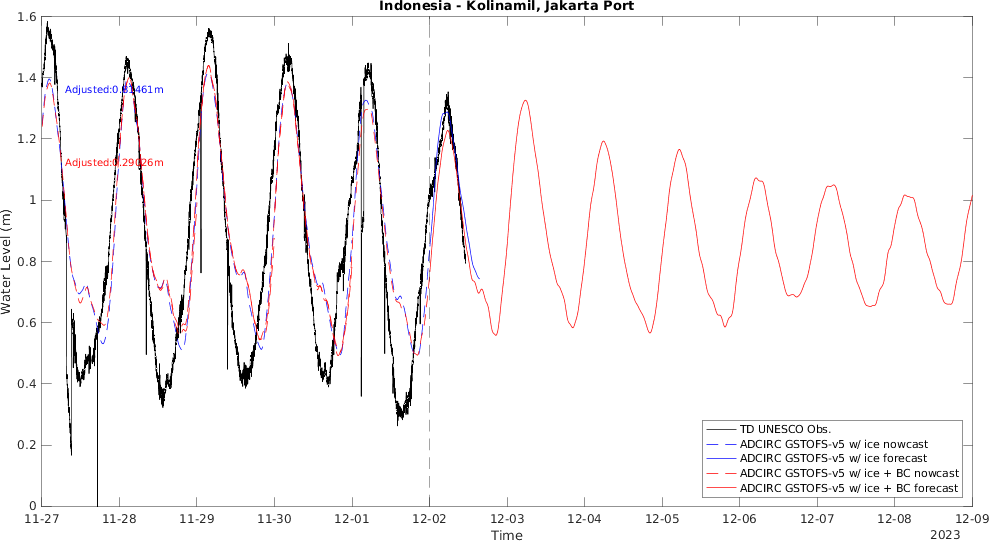 Indonesia - Kolinamil, Jakarta Port
1.6
1.4
1.2
1
0.8
0.6
0.4
0.2
0
Water Level (m)
Adjusted:0.31461m
Adjusted:0.29026m
TD UNESCO Obs.
ADCIRC GSTOFS-v5 w/ ice nowcast
ADCIRC GSTOFS-v5 w/ ice forecast
ADCIRC GSTOFS-v5 w/ ice + BC nowcast
ADCIRC GSTOFS-v5 w/ ice + BC forecast
11-27 11-28 11-29 11-30 12-01 12-02 12-03 12-04 12-05 12-06 12-07 12-08 12-09
Time
2023